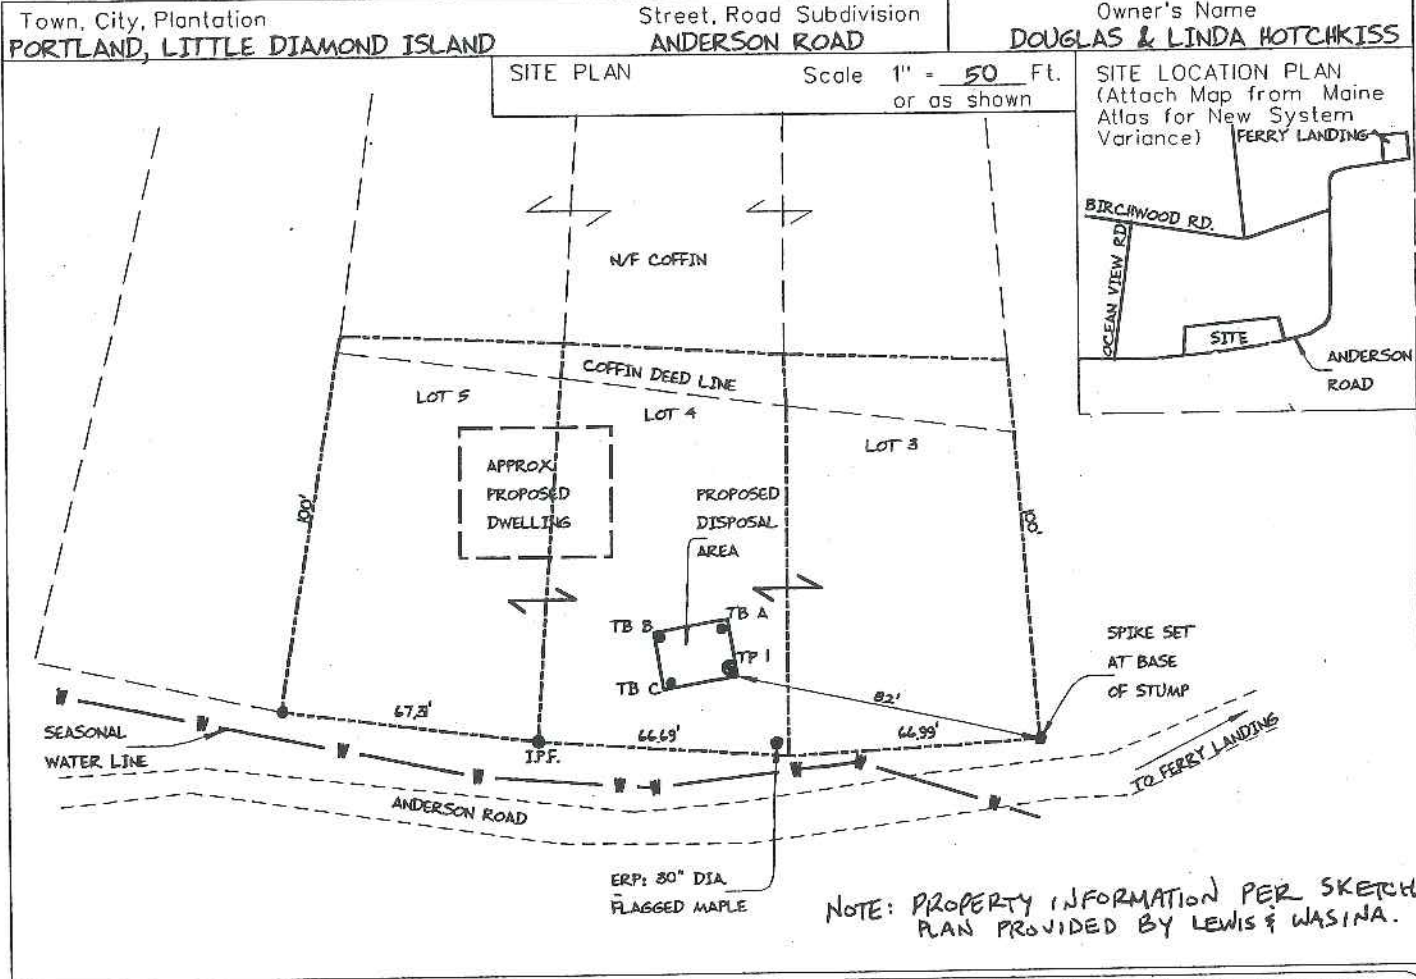 Town, City, Plantation
PORTLAND, LITTLE DIAMOND ISLAND
Street, Road Subdivision
ANDERSON ROAD
Owner's Name
DOUGLAS & LINDA HOTCHKISS
SITE PLAN
Scale 1" = 50 Ft.
or as shown
SITE LOCATION PLAN
(Attach Map from Maine
Atlas for New System
Variance)
FERRY LANDING
BIRCHWOOD RD.
OCEAN VIEW RD
SITE
ANDERSON
ROAD
N/F COFFIN
COFFIN DEED LINE
LOT 5
LOT 4
LOT 3
APPROX
PROPOSED
DWELLING
PROPOSED
DISPOSAL
AREA
100'
100'
TB B
TB A
TP 1
TB C
82'
SPIKE SET
AT BASE
OF STUMP
SEASONAL
WATER LINE
66.69'
66.99'
I.P.F.
ANDERSON ROAD
TO FERRY LANDING
ERP: 30" DIA
FLAGGED MAPLE
NOTE: PROPERTY INFORMATION PER SKETCH
PLAN PROVIDED BY LEWIS & WASINA.